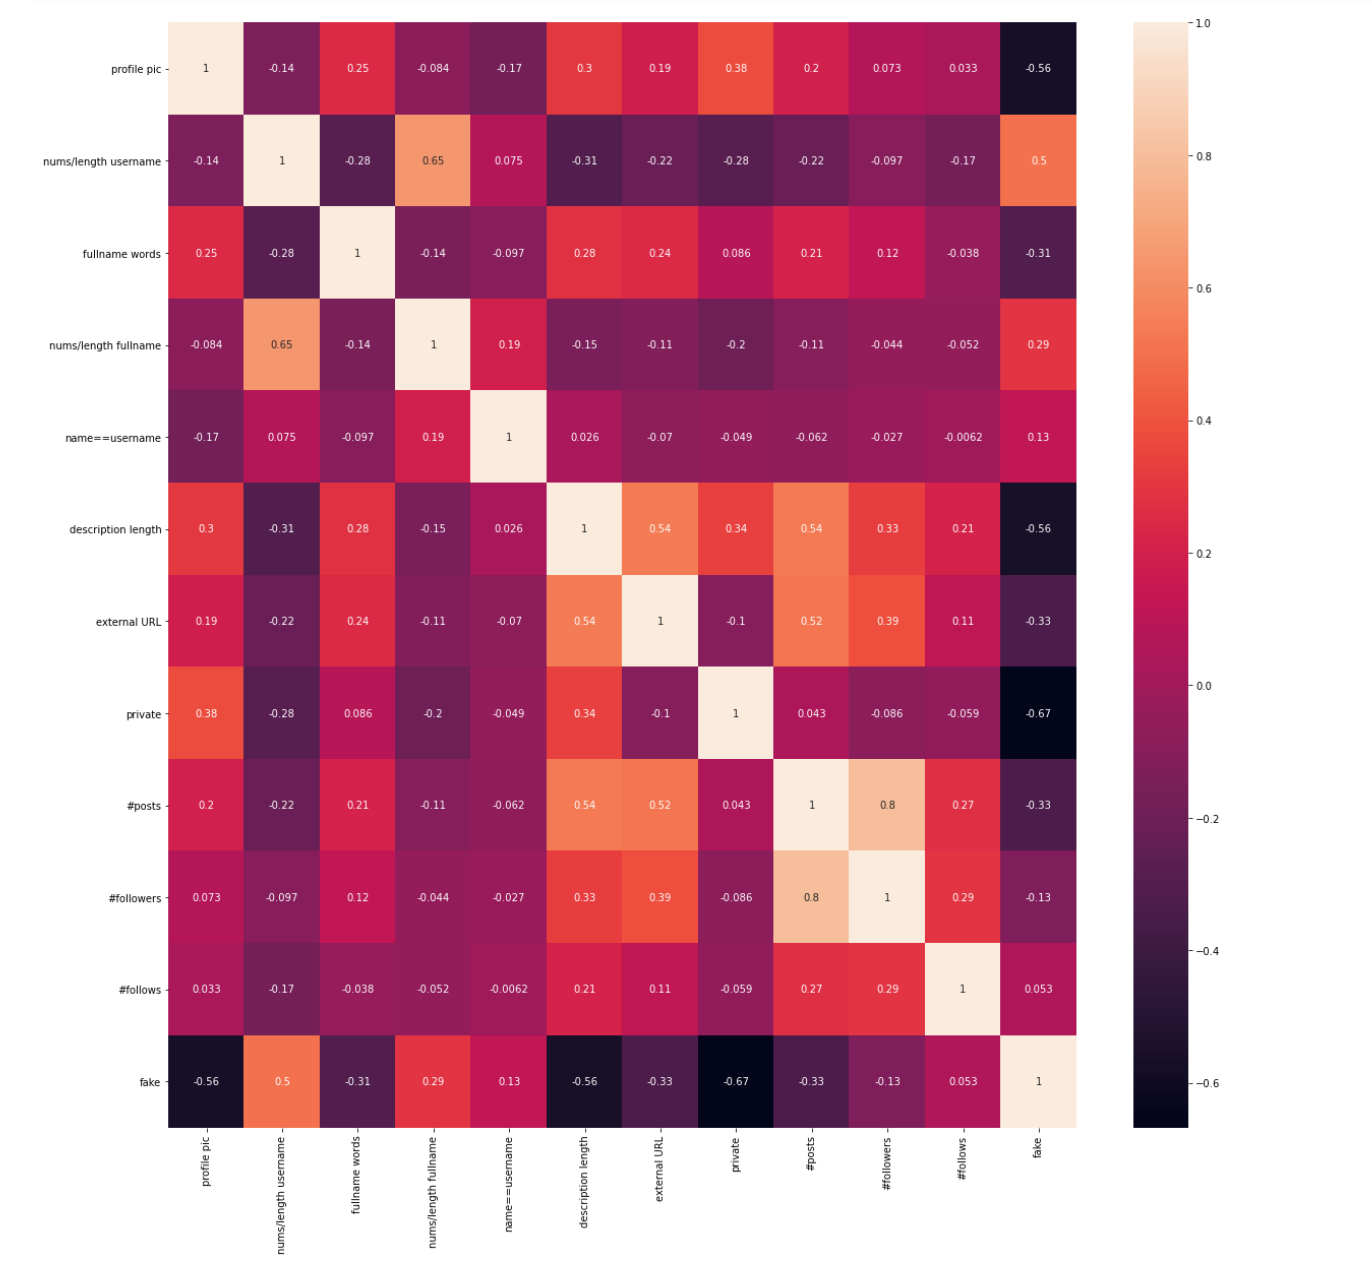 profile pic 1 -0.14 0.25 -0.084 -0.17 0.3 0.19 0.38 0.2 0.073 0.033 -0.56
nums/length username -0.14 1 -0.28 0.65 0.075 -0.31 -0.22 -0.28 -0.22 -0.097 -0.17 0.5
fullname words 0.25 -0.28 1 -0.14 -0.097 0.28 0.24 0.086 0.21 0.12 -0.038 -0.31
nums/length fullname -0.084 0.65 -0.14 1 0.19 -0.15 -0.11 -0.2 -0.11 -0.044 -0.052 0.29
name==username -0.17 0.075 -0.097 0.19 1 0.026 -0.07 -0.049 -0.062 -0.027 -0.0062 0.13
description length 0.3 -0.31 0.28 -0.15 0.026 1 0.54 0.34 0.54 0.33 0.21 -0.56
external URL 0.19 -0.22 0.24 -0.11 -0.07 0.54 1 -0.1 0.52 0.39 0.11 -0.33
private 0.38 -0.28 0.086 -0.2 -0.049 0.34 -0.1 1 0.043 -0.086 -0.059 -0.67
#posts 0.2 -0.22 0.21 -0.11 -0.062 0.54 0.52 0.043 1 0.8 0.27 -0.33
#followers 0.073 -0.097 0.12 -0.044 -0.027 0.33 0.39 -0.086 0.8 1 0.29 -0.13
#follows 0.033 -0.17 -0.038 -0.052 -0.0062 0.21 0.11 -0.059 0.27 0.29 1 0.053
fake -0.56 0.5 -0.31 0.29 0.13 -0.56 -0.33 -0.67 -0.33 -0.13 0.053 1
profile pic
nums/length username
fullname words
nums/length fullname
name==username
description length
external URL
private
#posts
#followers
#follows
fake
1.0
0.8
0.6
0.4
0.2
0.0
−0.2
−0.4
−0.6